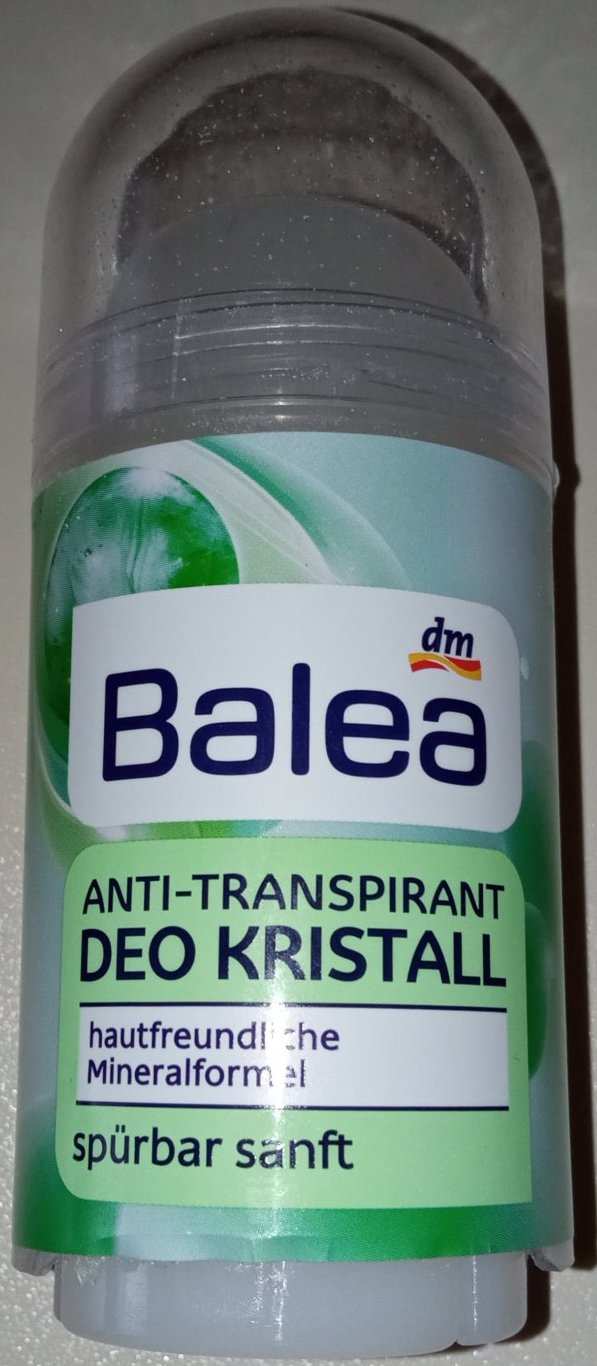 dm
Balea
ANTI-TRANSPIRANT
DEO KRISTALL
hautfreundliche
Mineralformel
spürbar sanft